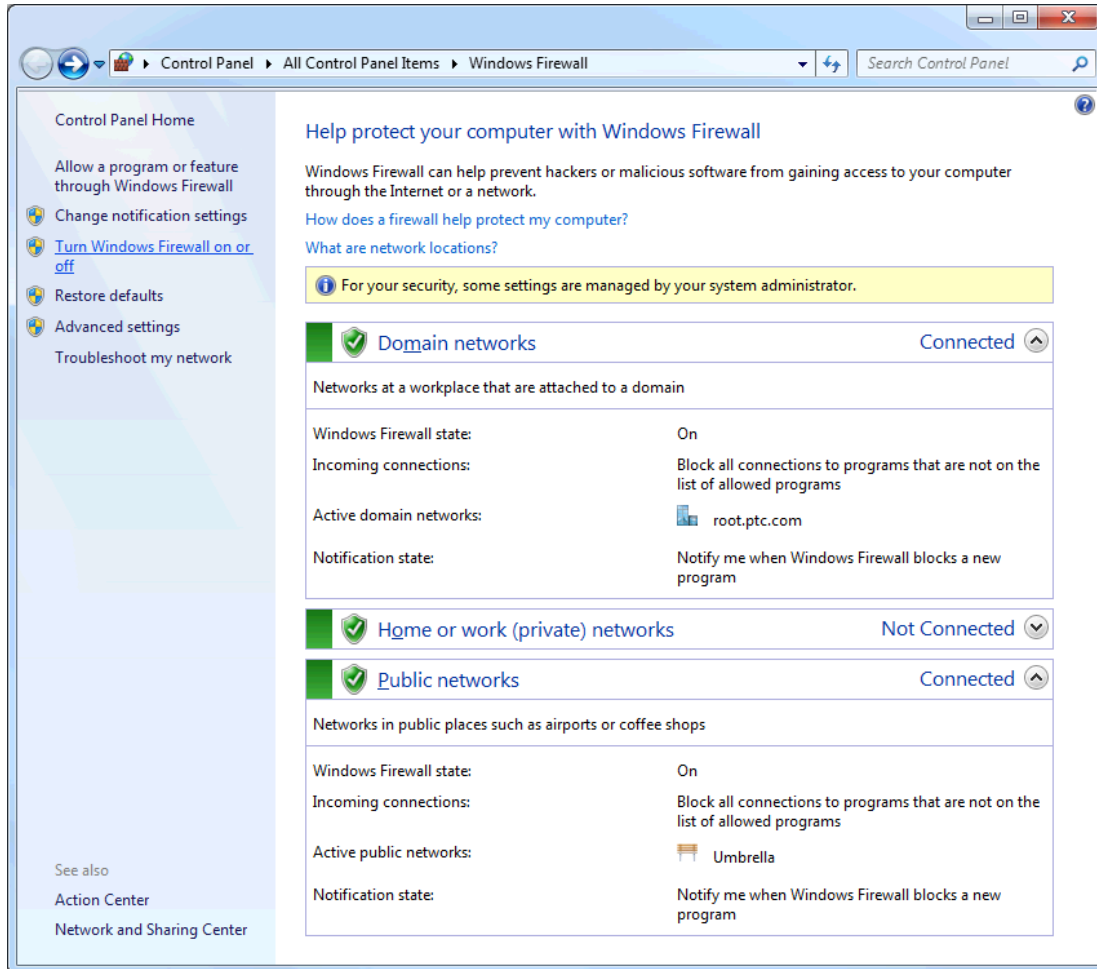 Control Panel ▸ All Control Panel Items ▸ Windows Firewall
Search Control Panel
Control Panel Home
Allow a program or feature
through Windows Firewall
Change notification settings
Turn Windows Firewall on or
off
Restore defaults
Advanced settings
Troubleshoot my network
See also
Action Center
Network and Sharing Center
Help protect your computer with Windows Firewall
Windows Firewall can help prevent hackers or malicious software from gaining access to your computer
through the Internet or a network.
How does a firewall help protect my computer?
What are network locations?
For your security, some settings are managed by your system administrator.
Domain networks Connected
Networks at a workplace that are attached to a domain
Windows Firewall state: On
Incoming connections: Block all connections to programs that are not on the
list of allowed programs
Active domain networks: root.ptc.com
Notification state: Notify me when Windows Firewall blocks a new
program
Home or work (private) networks Not Connected
Public networks Connected
Networks in public places such as airports or coffee shops
Windows Firewall state: On
Incoming connections: Block all connections to programs that are not on the
list of allowed programs
Active public networks: Umbrella
Notification state: Notify me when Windows Firewall blocks a new
program